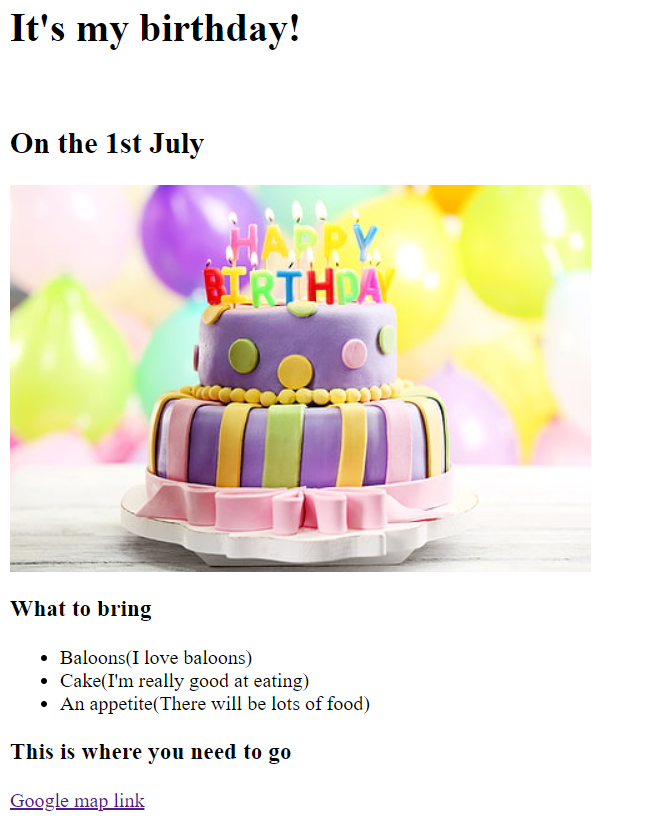 It's my birthday!
On the 1st July
HAPPY
BIRTHDAY
What to bring
Baloons(I love baloons)
Cake(I'm really good at eating)
An appetite(There will be lots of food)
This is where you need to go
Google map link